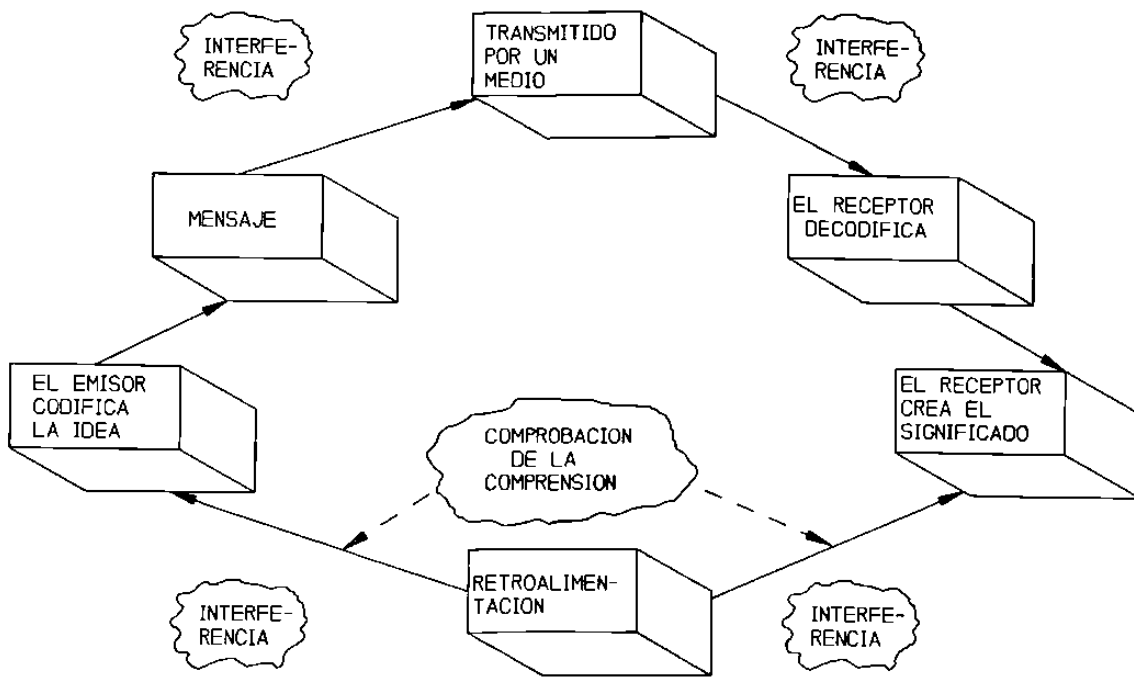 INTERFE-
RENCIA
TRANSMITIDO
POR UN
MEDIO
INTERFE-
RENCIA
MENSAJE
EL RECEPTOR
DECODIFICA
EL EMISOR
CODIFICA
LA IDEA
COMPROBACION
DE LA
COMPRENSION
EL RECEPTOR
CREA EL
SIGNIFICADO
INTERFE-
RENCIA
RETROALIMEN-
TACION
INTERFE-
RENCIA